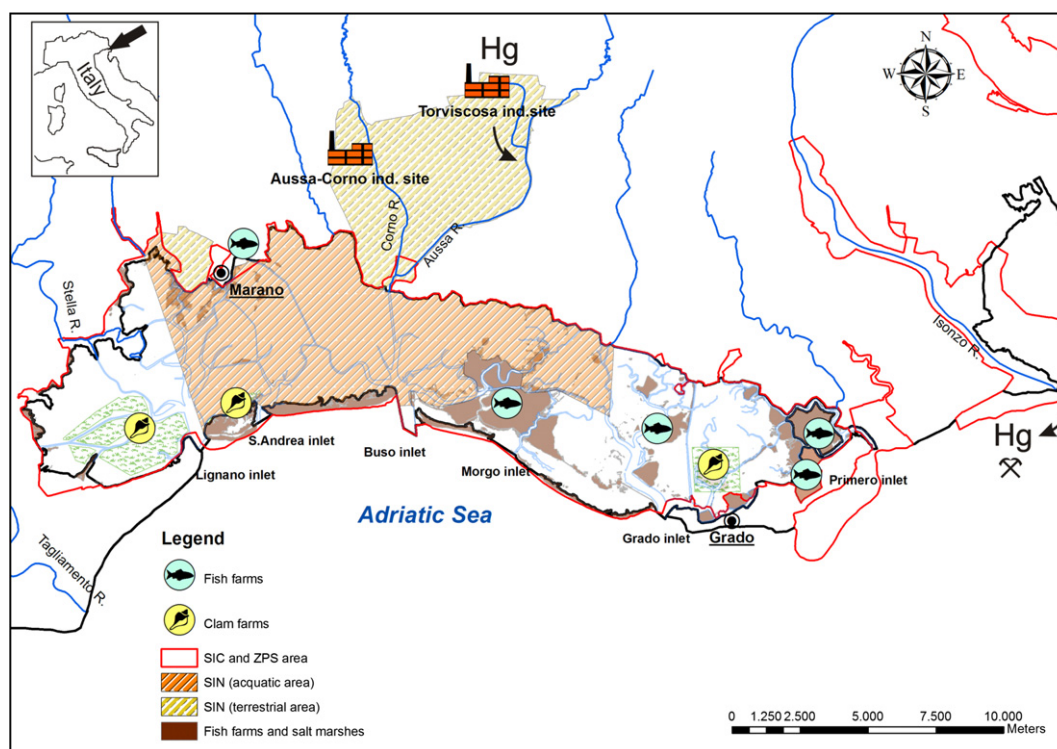 Italy
Hg
N
W
E
S
Torviscosa ind.site
Aussa-Corno ind. site
Corno R.
Aussa R.
Marano
Stella R.
Isonzo R.
S.Andrea inlet
Lignano inlet
Buso inlet
Morgo inlet
Hg
Primero inlet
Grado inlet
Grado
Adriatic Sea
Tagliamento R.
Legend
Fish farms
Clam farms
SIC and ZPS area
SIN (acquatic area)
SIN (terrestrial area)
Fish farms and salt marshes
0 1.250 2.500 5.000 7.500 10.000
Meters